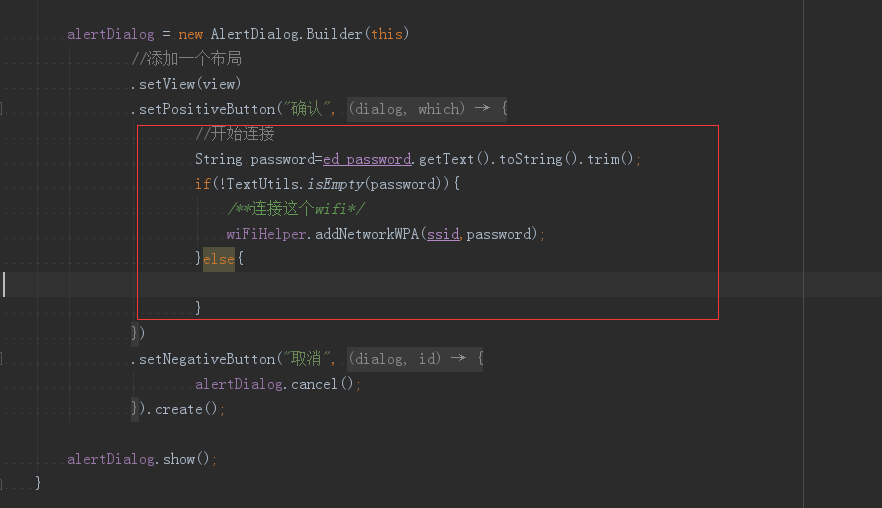 alertDialog = new AlertDialog.Builder(this)
//添加一个布局
.setView(view)
.setPositiveButton("确认", (dialog, which) → {
//开始连接
String password=ed_password.getText().toString().trim();
if(!TextUtils.isEmpty(password)){
/**连接这个wifi*/
wiFiHelper.addNetworkWPA(ssid,password);
}else{
}
})
.setNegativeButton("取消", (dialog, id) → {
alertDialog.cancel();
}).create();
alertDialog.show();
}